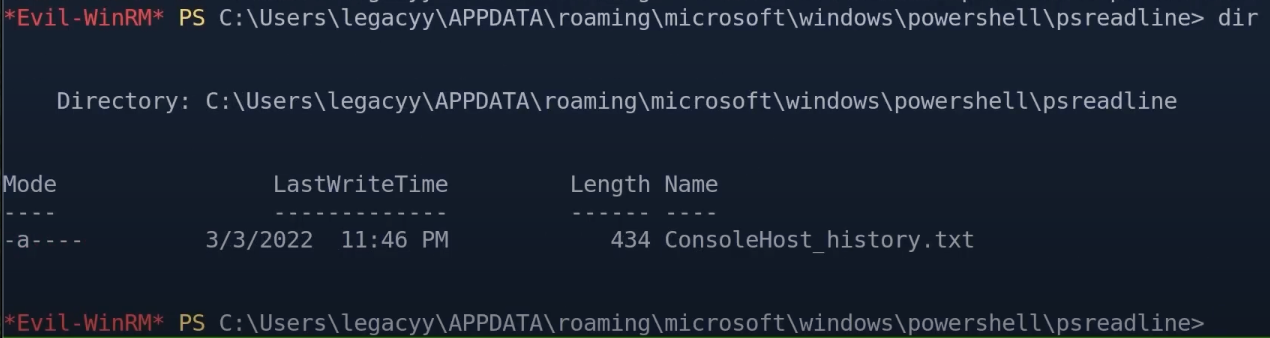 *Evil-WinRM* PS C:\Users\legacyy\APPDATA\roaming\microsoft\windows\powershell\psreadline> dir
Directory: C:\Users\legacyy\APPDATA\roaming\microsoft\windows\powershell\psreadline
Mode                LastWriteTime         Length Name
----                -------------         ------ ----
-a----         3/3/2022  11:46 PM            434 ConsoleHost_history.txt
*Evil-WinRM* PS C:\Users\legacyy\APPDATA\roaming\microsoft\windows\powershell\psreadline>